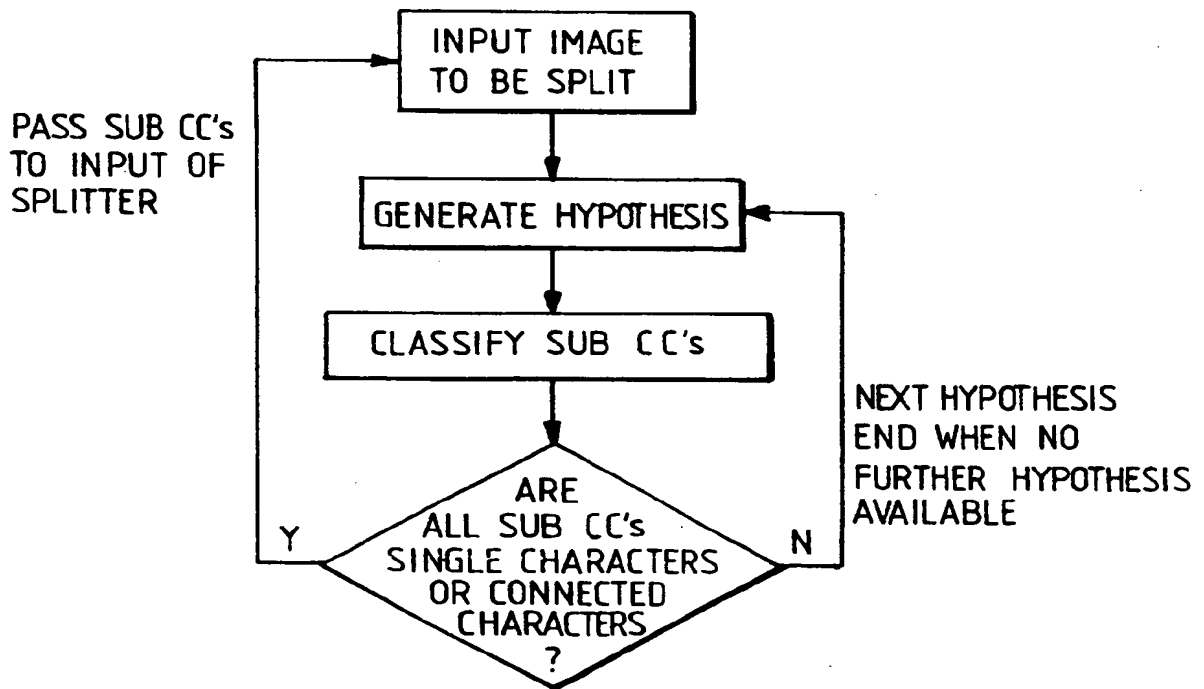 INPUT IMAGE
TO BE SPLIT
PASS SUB CC's
TO INPUT OF
SPLITTER
GENERATE HYPOTHESIS
CLASSIFY SUB CC's
NEXT HYPOTHESIS
END WHEN NO
FURTHER HYPOTHESIS
AVAILABLE
Y
ARE
ALL SUB CC's
SINGLE CHARACTERS
OR CONNECTED
CHARACTERS
?
N